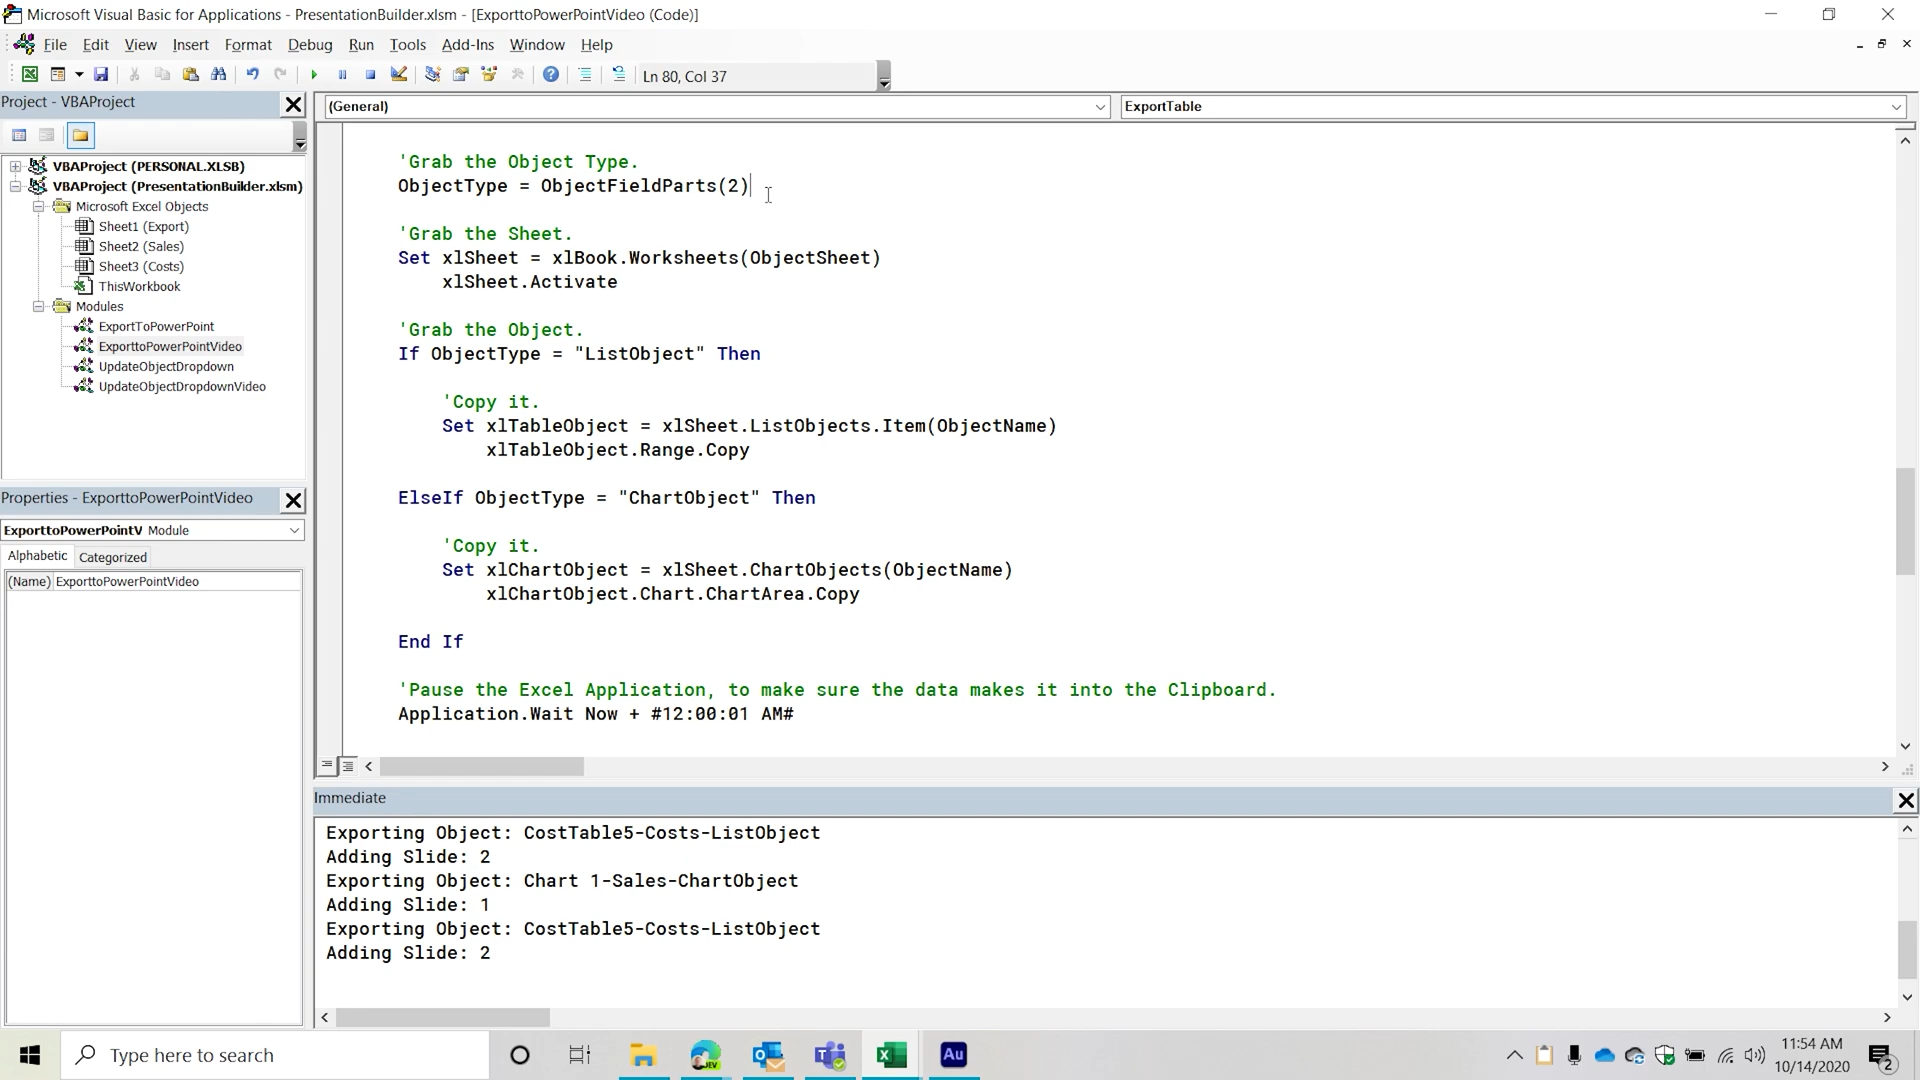 Microsoft Visual Basic for Applications - PresentationBuilder.xlsm - [ExporttoPowerPointVideo (Code)]
File Edit View Insert Format Debug Run Tools Add-Ins Window Help
Ln 80, Col 37
Project - VBAProject
VBAProject (PERSONAL.XLSB)
VBAProject (PresentationBuilder.xlsm)
Microsoft Excel Objects
Sheet1 (Export)
Sheet2 (Sales)
Sheet3 (Costs)
ThisWorkbook
Modules
ExportToPowerPoint
ExporttoPowerPointVideo
UpdateObjectDropdown
UpdateObjectDropdownVideo
Properties - ExporttoPowerPointVideo
ExporttoPowerPointV Module
Alphabetic Categorized
(Name) ExporttoPowerPointVideo
(General) ExportTable
'Grab the Object Type.
ObjectType = ObjectFieldParts(2)
'Grab the Sheet.
Set xlSheet = xlBook.Worksheets(ObjectSheet)
xlSheet.Activate
'Grab the Object.
If ObjectType = "ListObject" Then
'Copy it.
Set xlTableObject = xlSheet.ListObjects.Item(ObjectName)
xlTableObject.Range.Copy
ElseIf ObjectType = "ChartObject" Then
'Copy it.
Set xlChartObject = xlSheet.ChartObjects(ObjectName)
xlChartObject.Chart.ChartArea.Copy
End If
'Pause the Excel Application, to make sure the data makes it into the Clipboard.
Application.Wait Now + #12:00:01 AM#
Immediate
Exporting Object: CostTable5-Costs-ListObject
Adding Slide: 2
Exporting Object: Chart 1-Sales-ChartObject
Adding Slide: 1
Exporting Object: CostTable5-Costs-ListObject
Adding Slide: 2
Type here to search
DEV
Au
11:54 AM
10/14/2020
2